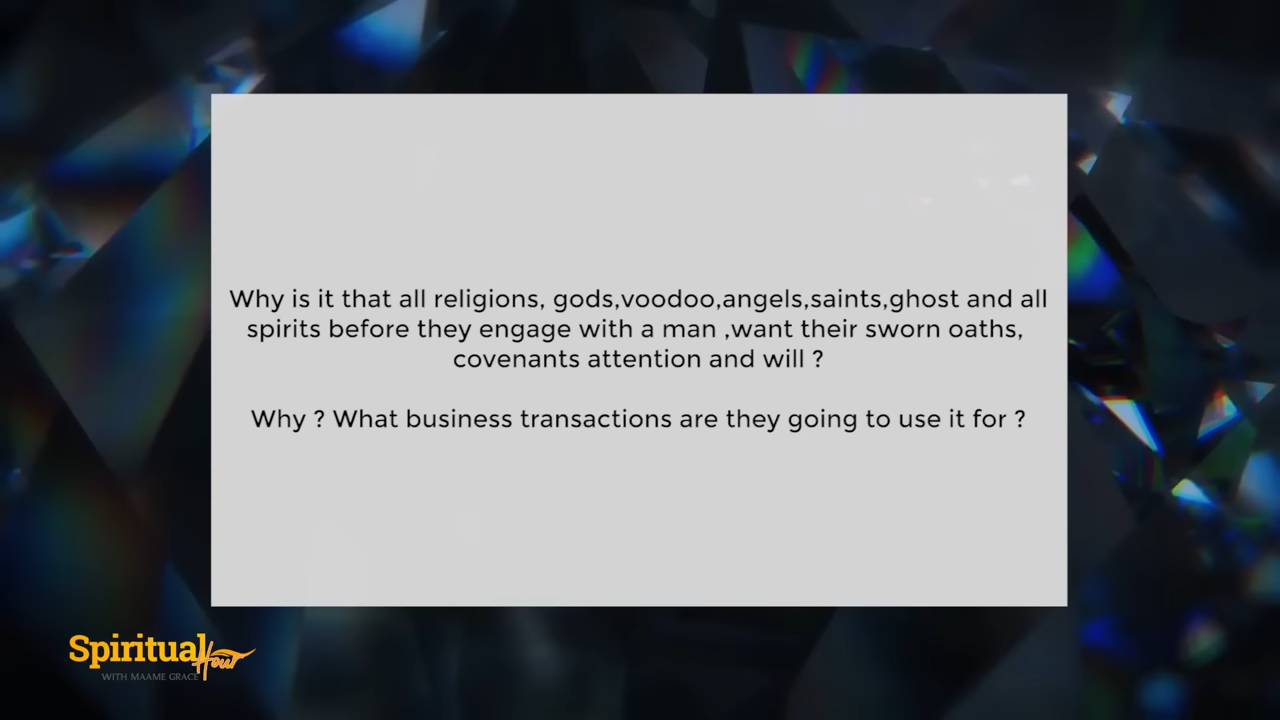 Why is it that all religions, gods,voodoo,angels,saints,ghost and all
spirits before they engage with a man ,want their sworn oaths,
covenants attention and will ?
Why ? What business transactions are they going to use it for ?
Spiritual
Hour
WITH MAAME GRACE